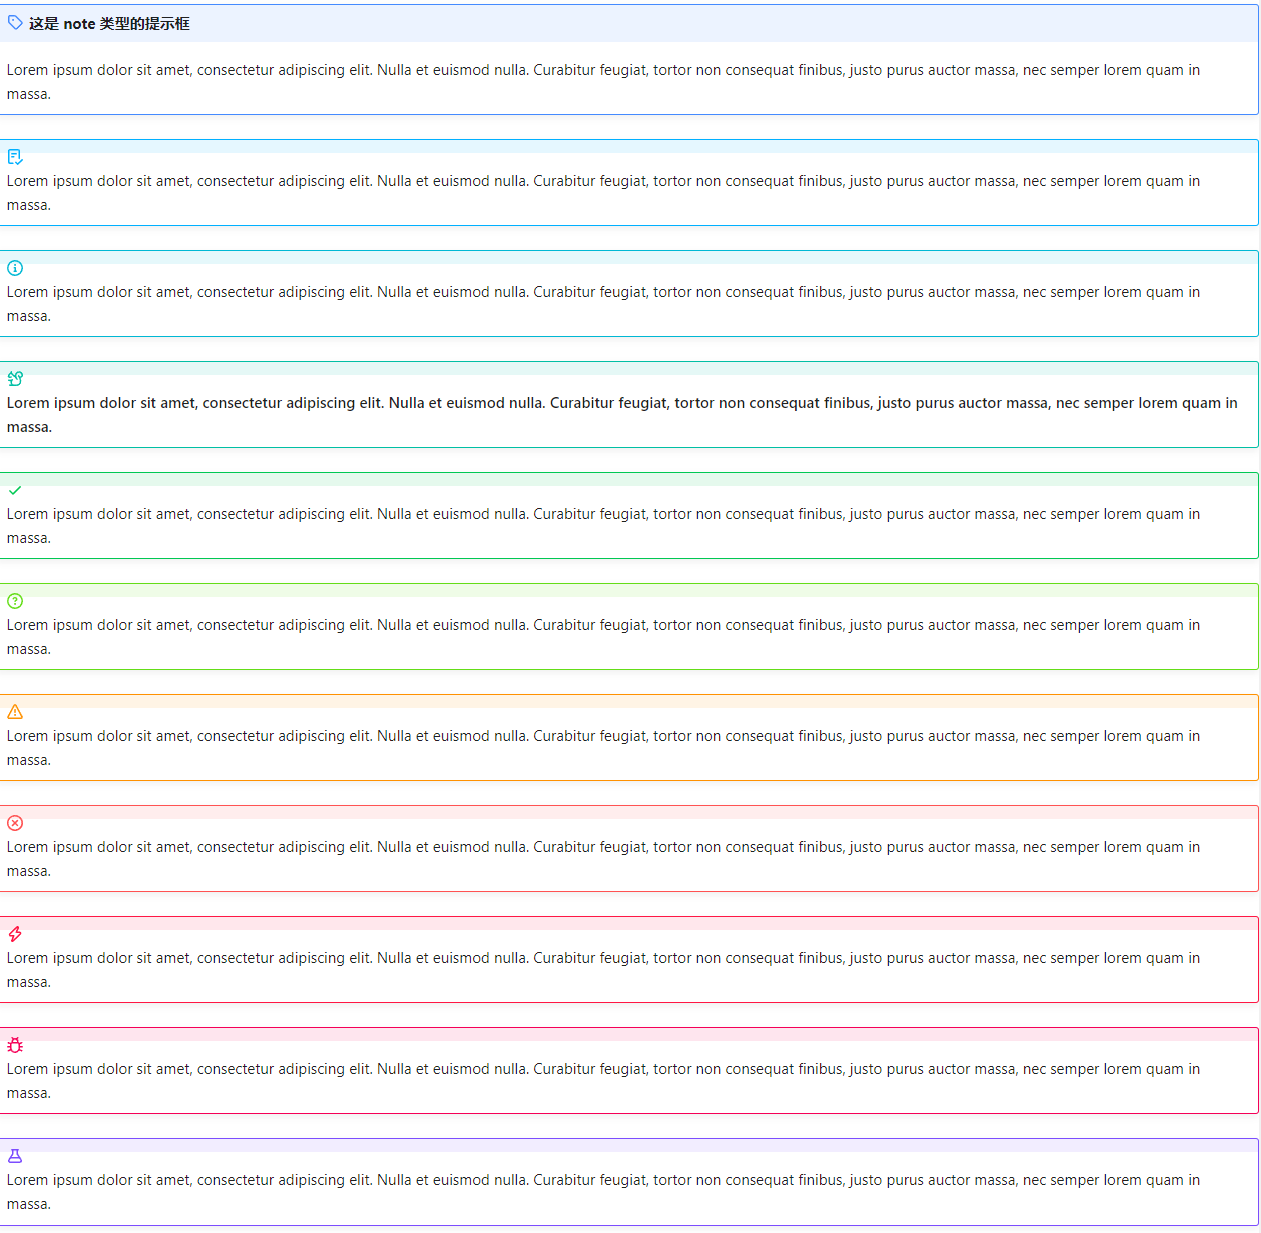 这是 note 类型的提示框
Lorem ipsum dolor sit amet, consectetur adipiscing elit. Nulla et euismod nulla. Curabitur feugiat, tortor non consequat finibus, justo purus auctor massa, nec semper lorem quam in
massa.
Lorem ipsum dolor sit amet, consectetur adipiscing elit. Nulla et euismod nulla. Curabitur feugiat, tortor non consequat finibus, justo purus auctor massa, nec semper lorem quam in
massa.
Lorem ipsum dolor sit amet, consectetur adipiscing elit. Nulla et euismod nulla. Curabitur feugiat, tortor non consequat finibus, justo purus auctor massa, nec semper lorem quam in
massa.
Lorem ipsum dolor sit amet, consectetur adipiscing elit. Nulla et euismod nulla. Curabitur feugiat, tortor non consequat finibus, justo purus auctor massa, nec semper lorem quam in
massa.
Lorem ipsum dolor sit amet, consectetur adipiscing elit. Nulla et euismod nulla. Curabitur feugiat, tortor non consequat finibus, justo purus auctor massa, nec semper lorem quam in
massa.
Lorem ipsum dolor sit amet, consectetur adipiscing elit. Nulla et euismod nulla. Curabitur feugiat, tortor non consequat finibus, justo purus auctor massa, nec semper lorem quam in
massa.
Lorem ipsum dolor sit amet, consectetur adipiscing elit. Nulla et euismod nulla. Curabitur feugiat, tortor non consequat finibus, justo purus auctor massa, nec semper lorem quam in
massa.
Lorem ipsum dolor sit amet, consectetur adipiscing elit. Nulla et euismod nulla. Curabitur feugiat, tortor non consequat finibus, justo purus auctor massa, nec semper lorem quam in
massa.
Lorem ipsum dolor sit amet, consectetur adipiscing elit. Nulla et euismod nulla. Curabitur feugiat, tortor non consequat finibus, justo purus auctor massa, nec semper lorem quam in
massa.
Lorem ipsum dolor sit amet, consectetur adipiscing elit. Nulla et euismod nulla. Curabitur feugiat, tortor non consequat finibus, justo purus auctor massa, nec semper lorem quam in
massa.
Lorem ipsum dolor sit amet, consectetur adipiscing elit. Nulla et euismod nulla. Curabitur feugiat, tortor non consequat finibus, justo purus auctor massa, nec semper lorem quam in
massa.